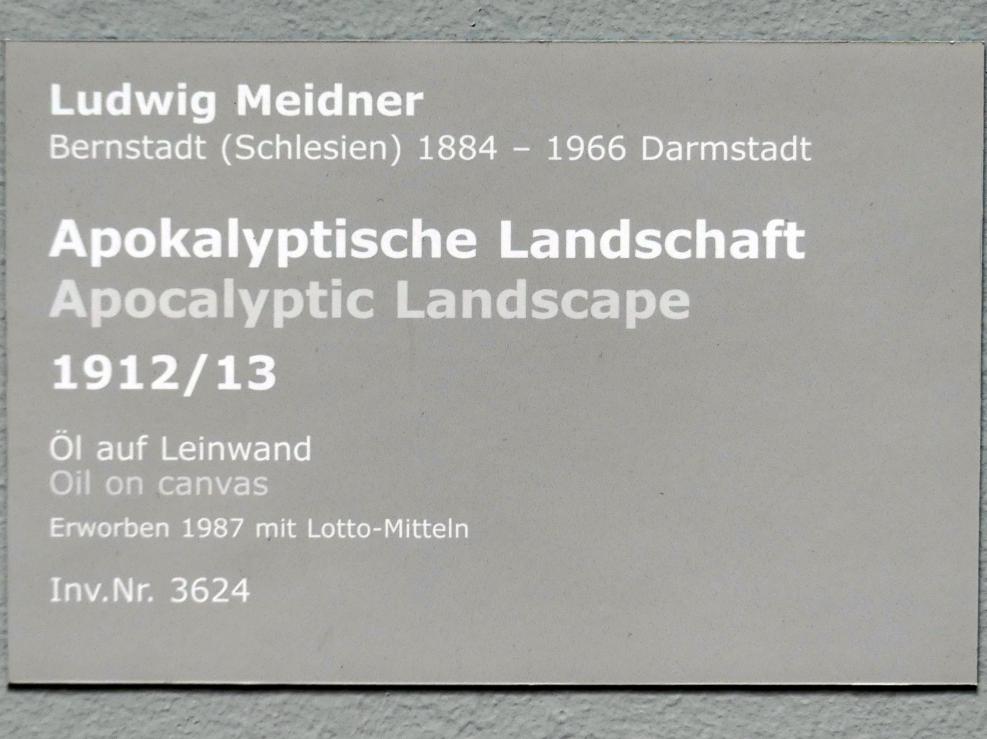 Ludwig Meidner
Bernstadt (Schlesien) 1884 – 1966 Darmstadt
Apokalyptische Landschaft
Apocalyptic Landscape
1912/13
Öl auf Leinwand
Oil on canvas
Erworben 1987 mit Lotto-Mitteln
Inv.Nr. 3624